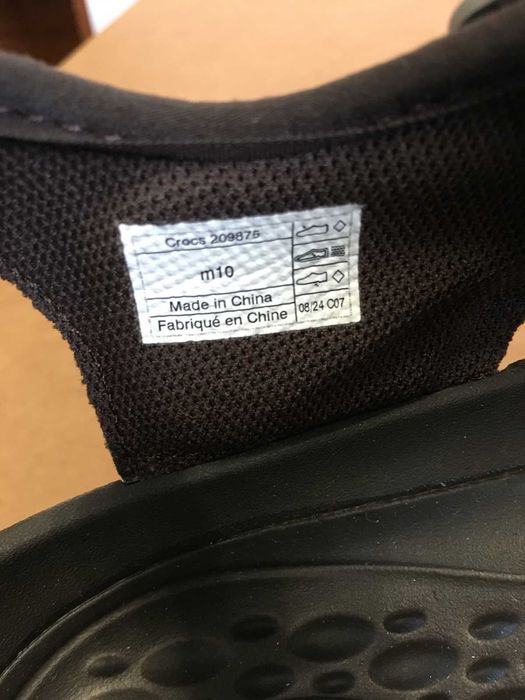 Crocs 209875
m10
Made in China
Fabriqué en Chine
08/24 C07